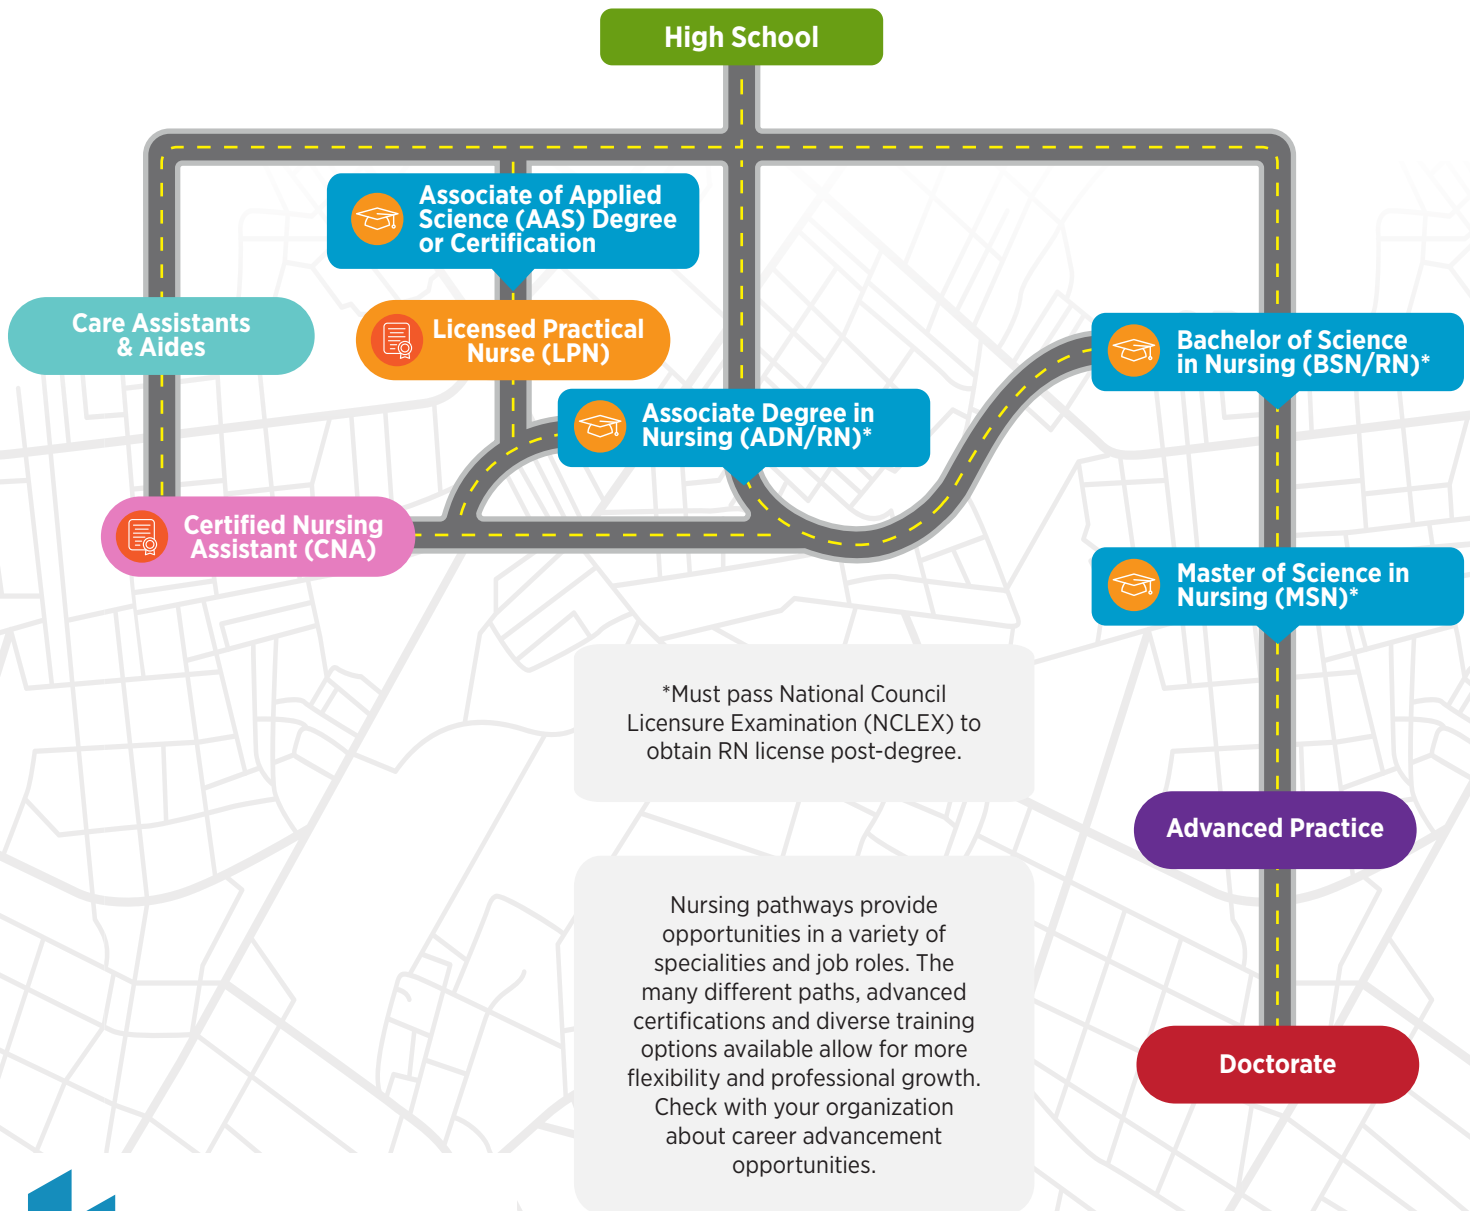 High School
Associate of Applied
Science (AAS) Degree
or Certification
Care Assistants
& Aides
Licensed Practical
Nurse (LPN)
Bachelor of Science
in Nursing (BSN/RN)*
Associate Degree in
Nursing (ADN/RN)*
Certified Nursing
Assistant (CNA)
Master of Science in
Nursing (MSN)*
*Must pass National Council
Licensure Examination (NCLEX) to
obtain RN license post-degree.
Advanced Practice
Nursing pathways provide
opportunities in a variety of
specialities and job roles. The
many different paths, advanced
certifications and diverse training
options available allow for more
flexibility and professional growth.
Check with your organization
about career advancement
opportunities.
Doctorate